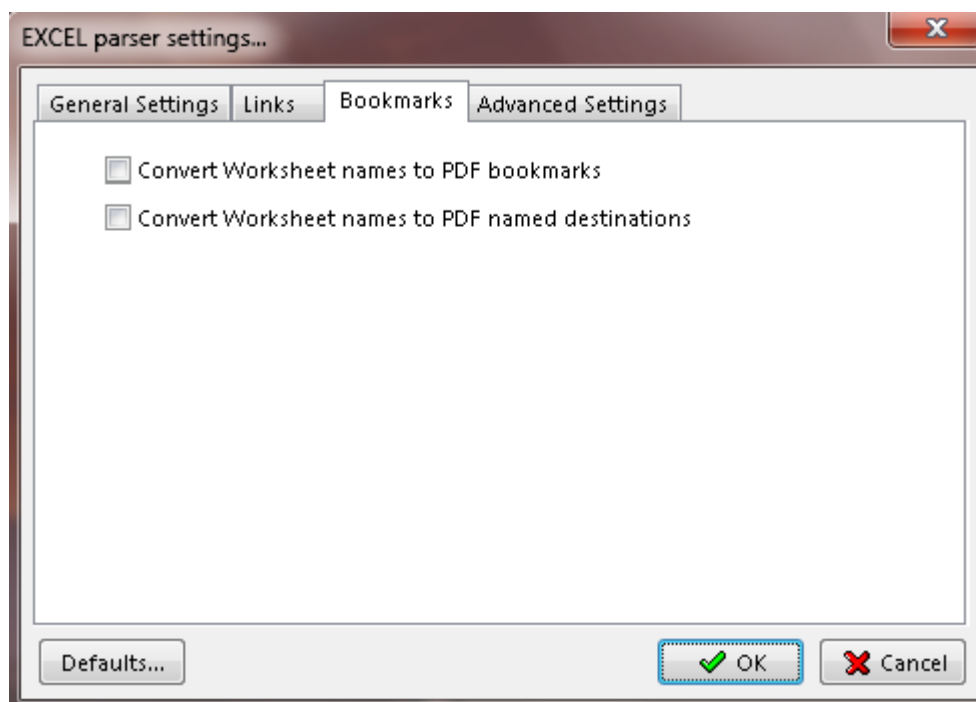 EXCEL parser settings...
General Settings Links Bookmarks Advanced Settings
Convert Worksheet names to PDF bookmarks
Convert Worksheet names to PDF named destinations
Defaults... OK Cancel